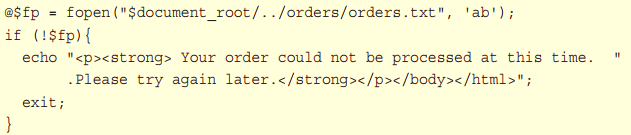 @$fp = fopen("$document_root/../orders/orders.txt", 'ab');
if (!$fp){
  echo "<p><strong> Your order could not be processed at this time.  "
       .Please try again later.</strong></p></body></html>";
  exit;
}